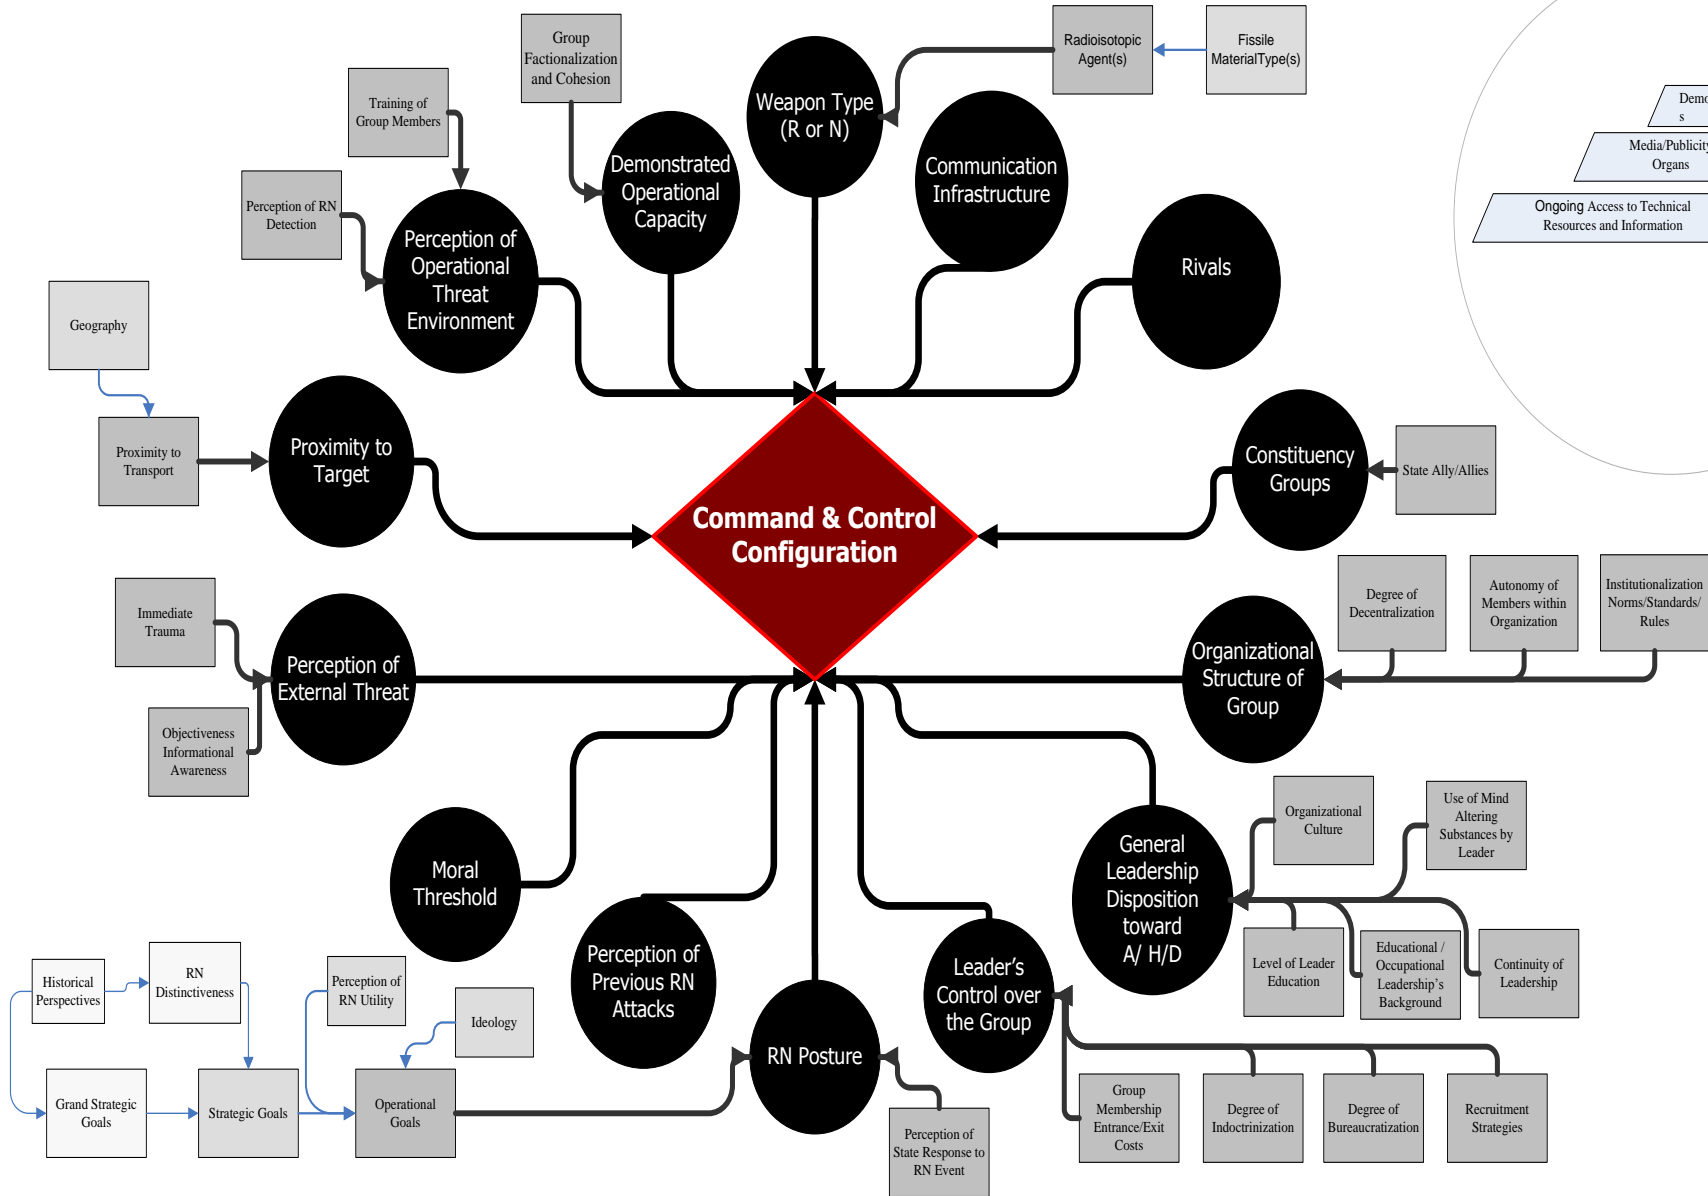 Group
Factionalization
and Cohesion
Radioisotopic
Agent(s)
Fissile
MaterialType(s)
Training of
Group Members
Weapon Type
(R or N)
Demonstrated
Operational
Capacity
Communication
Infrastructure
Media/Publicity
Organs
Ongoing Access to Technical
Resources and Information
Perception of RN
Detection
Perception of
Operational
Threat
Environment
Rivals
Geography
Proximity to
Transport
Proximity to
Target
Constituency
Groups
State Ally/Allies
Command & Control
Configuration
Immediate
Trauma
Perception of
External Threat
Objectiveness
Informational
Awareness
Organizational
Structure of
Group
Degree of
Decentralization
Autonomy of
Members within
Organization
Institutionalization
Norms/Standards/
Rules
Moral
Threshold
Perception of
Previous RN
Attacks
RN Posture
Leader's
Control over
the Group
General
Leadership
Disposition
toward
A/ H/D
Organizational
Culture
Use of Mind
Altering
Substances by
Leader
Level of Leader
Education
Educational /
Occupational
Leadership's
Background
Continuity of
Leadership
Historical
Perspectives
RN
Distinctiveness
Perception of
RN Utility
Ideology
Grand Strategic
Goals
Strategic Goals
Operational
Goals
Perception of
State Response to
RN Event
Group
Membership
Entrance/Exit
Costs
Degree of
Indoctrinization
Degree of
Bureaucratization
Recruitment
Strategies